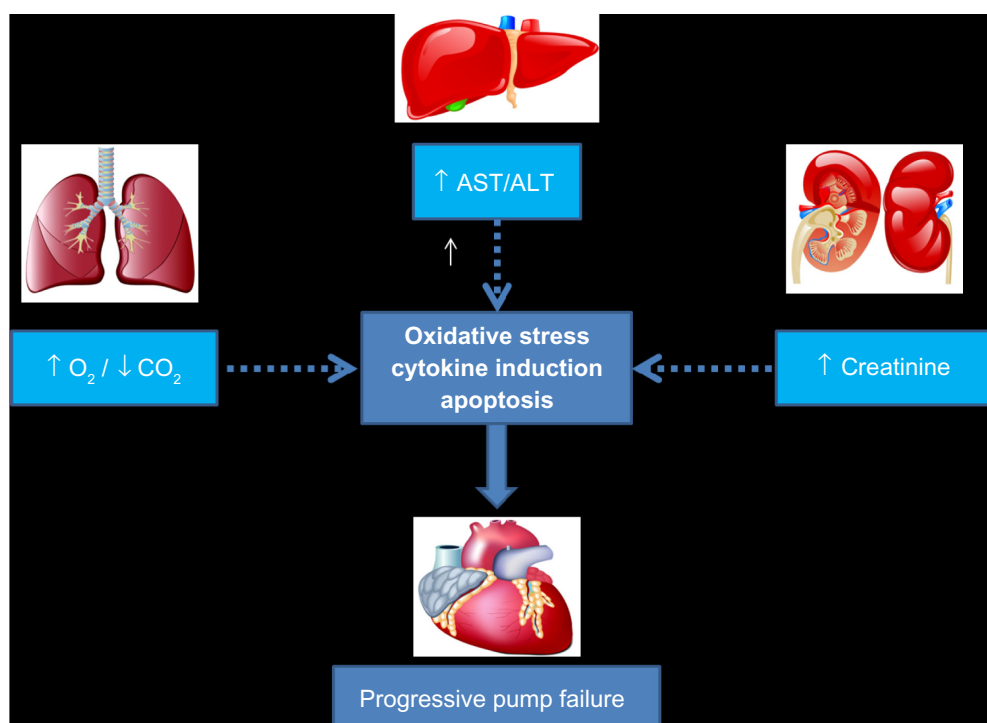 ↑ AST/ALT
↑
↑ O₂ / ↓ CO₂
Oxidative stress
cytokine induction
apoptosis
↑ Creatinine
Progressive pump failure